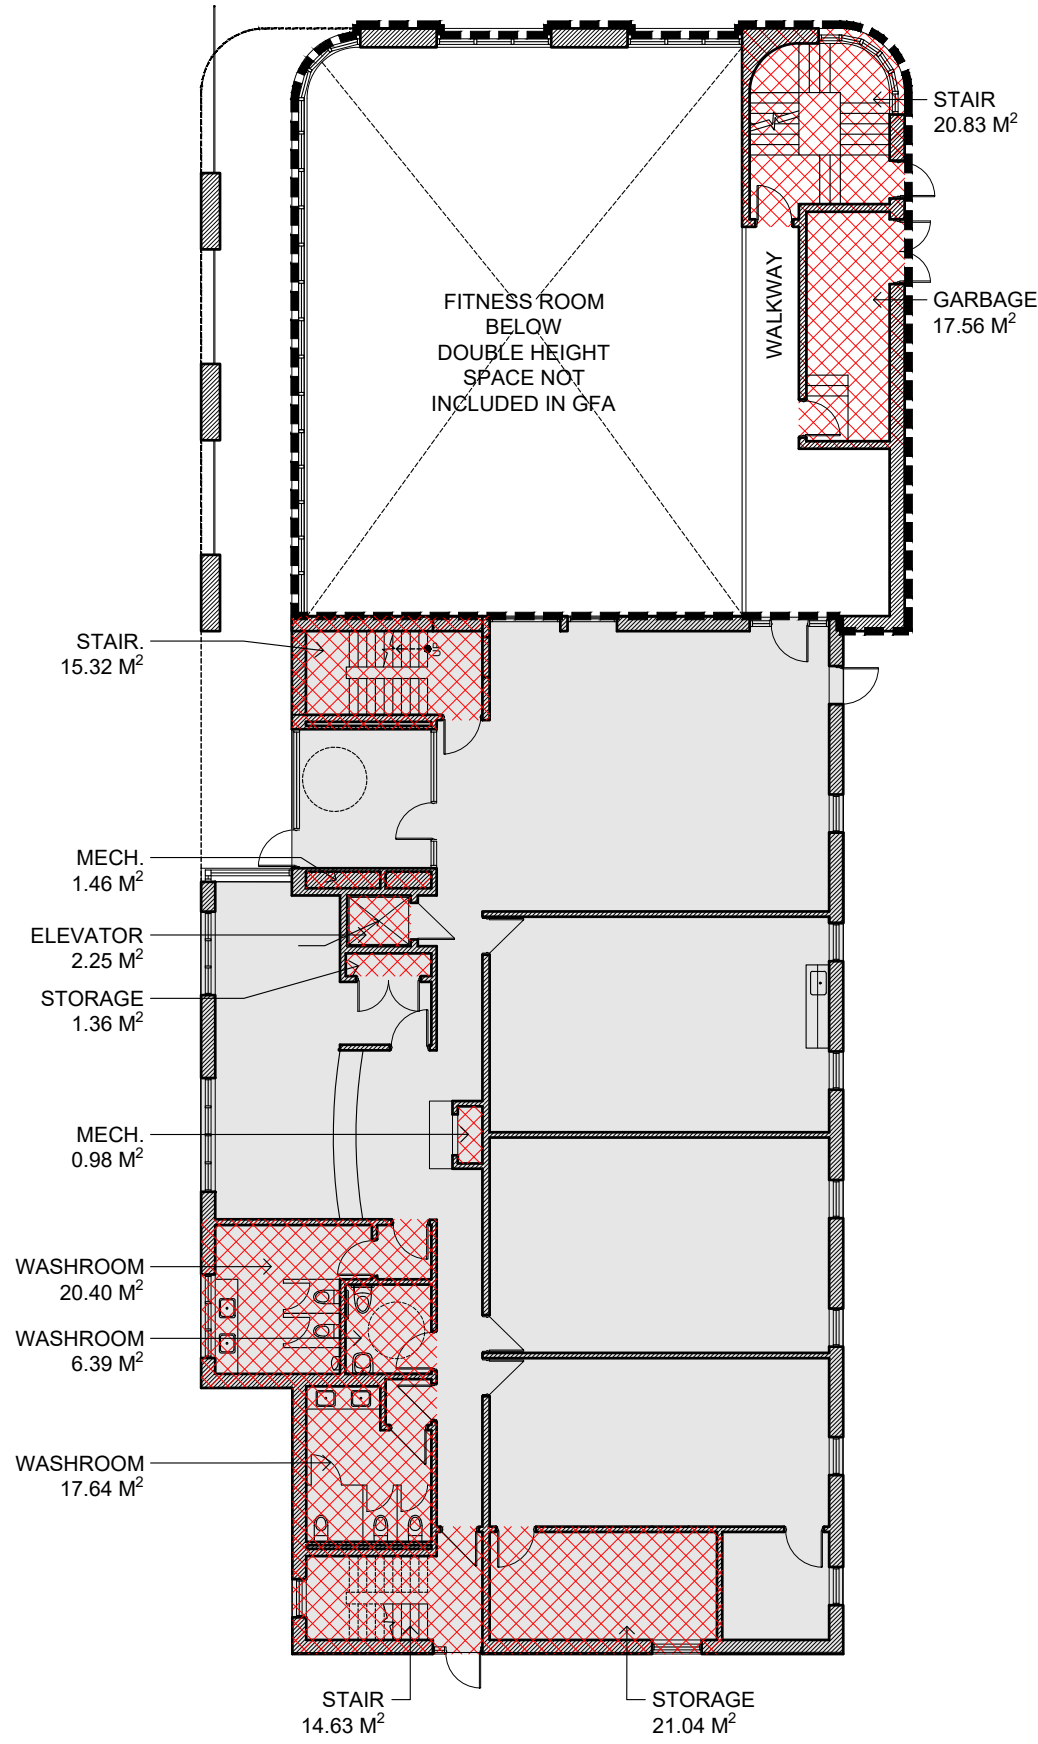 STAIR
20.83 M²
GARBAGE
17.56 M²
WALKWAY
FITNESS ROOM
BELOW
DOUBLE HEIGHT
SPACE NOT
INCLUDED IN GFA
STAIR.
15.32 M²
MECH.
1.46 M²
ELEVATOR
2.25 M²
STORAGE
1.36 M²
MECH.
0.98 M²
WASHROOM
20.40 M²
WASHROOM
6.39 M²
WASHROOM
17.64 M²
STAIR
14.63 M²
STORAGE
21.04 M²